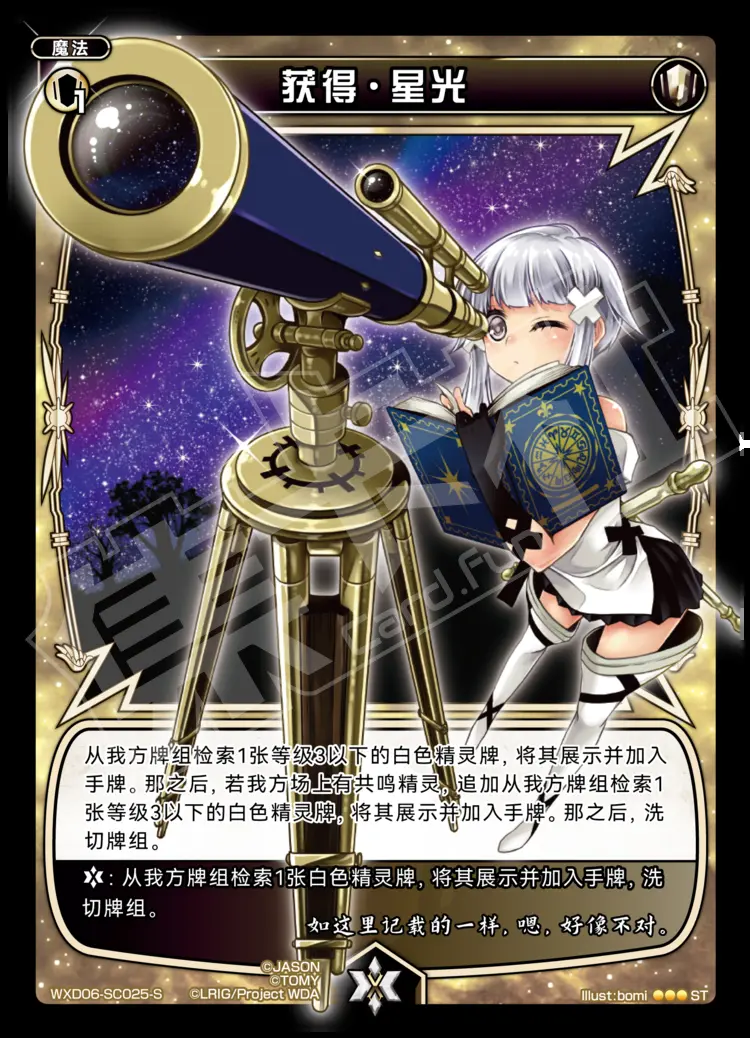 魔法
1
获得·星光
从我方牌组检索1张等级3以下的白色精灵牌，将其展示并加入
手牌。那之后，若我方场上有共鸣精灵，追加从我方牌组检索1
张等级3以下的白色精灵牌，将其展示并加入手牌。那之后，洗
切牌组。
：从我方牌组检索1张白色精灵牌，将其展示并加入手牌，洗
切牌组。
如这里记载的一样，嗯，好像不对。
©JASON
©TOMY
WXD06-SC025-S ©LRIG/Project WDA Illust:bomi ST
card.fun